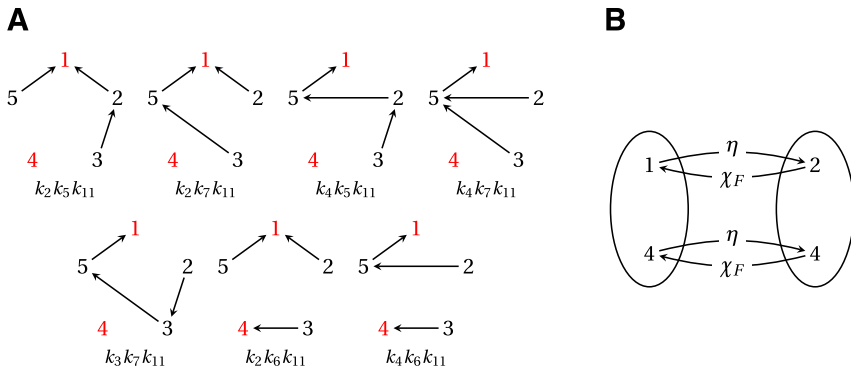 A
B
1 1 1 1
5 2 5 2 5 2 5 2
4 3 4 3 4 3 4 3
k₂k₅k₁₁ k₂k₇k₁₁ k₄k₅k₁₁ k₄k₇k₁₁
1 1 1
5 2 5 2 5 2
4 3 4 3 4 3
k₃k₇k₁₁ k₂k₆k₁₁ k₄k₆k₁₁
η
1 2
χF
η
4 4
χF